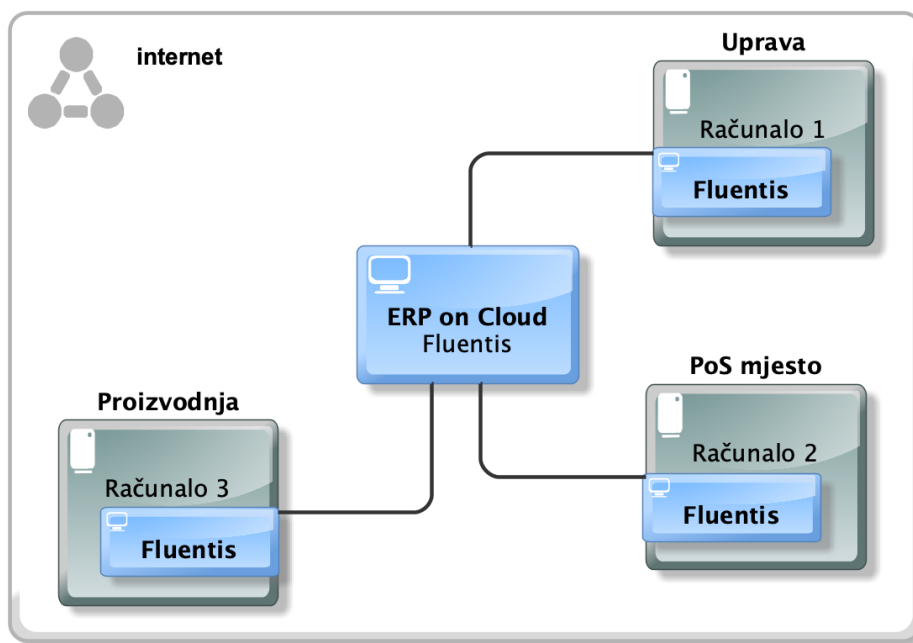 internet
Uprava
Računalo 1
Fluentis
ERP on Cloud
Fluentis
PoS mjesto
Računalo 2
Fluentis
Proizvodnja
Računalo 3
Fluentis